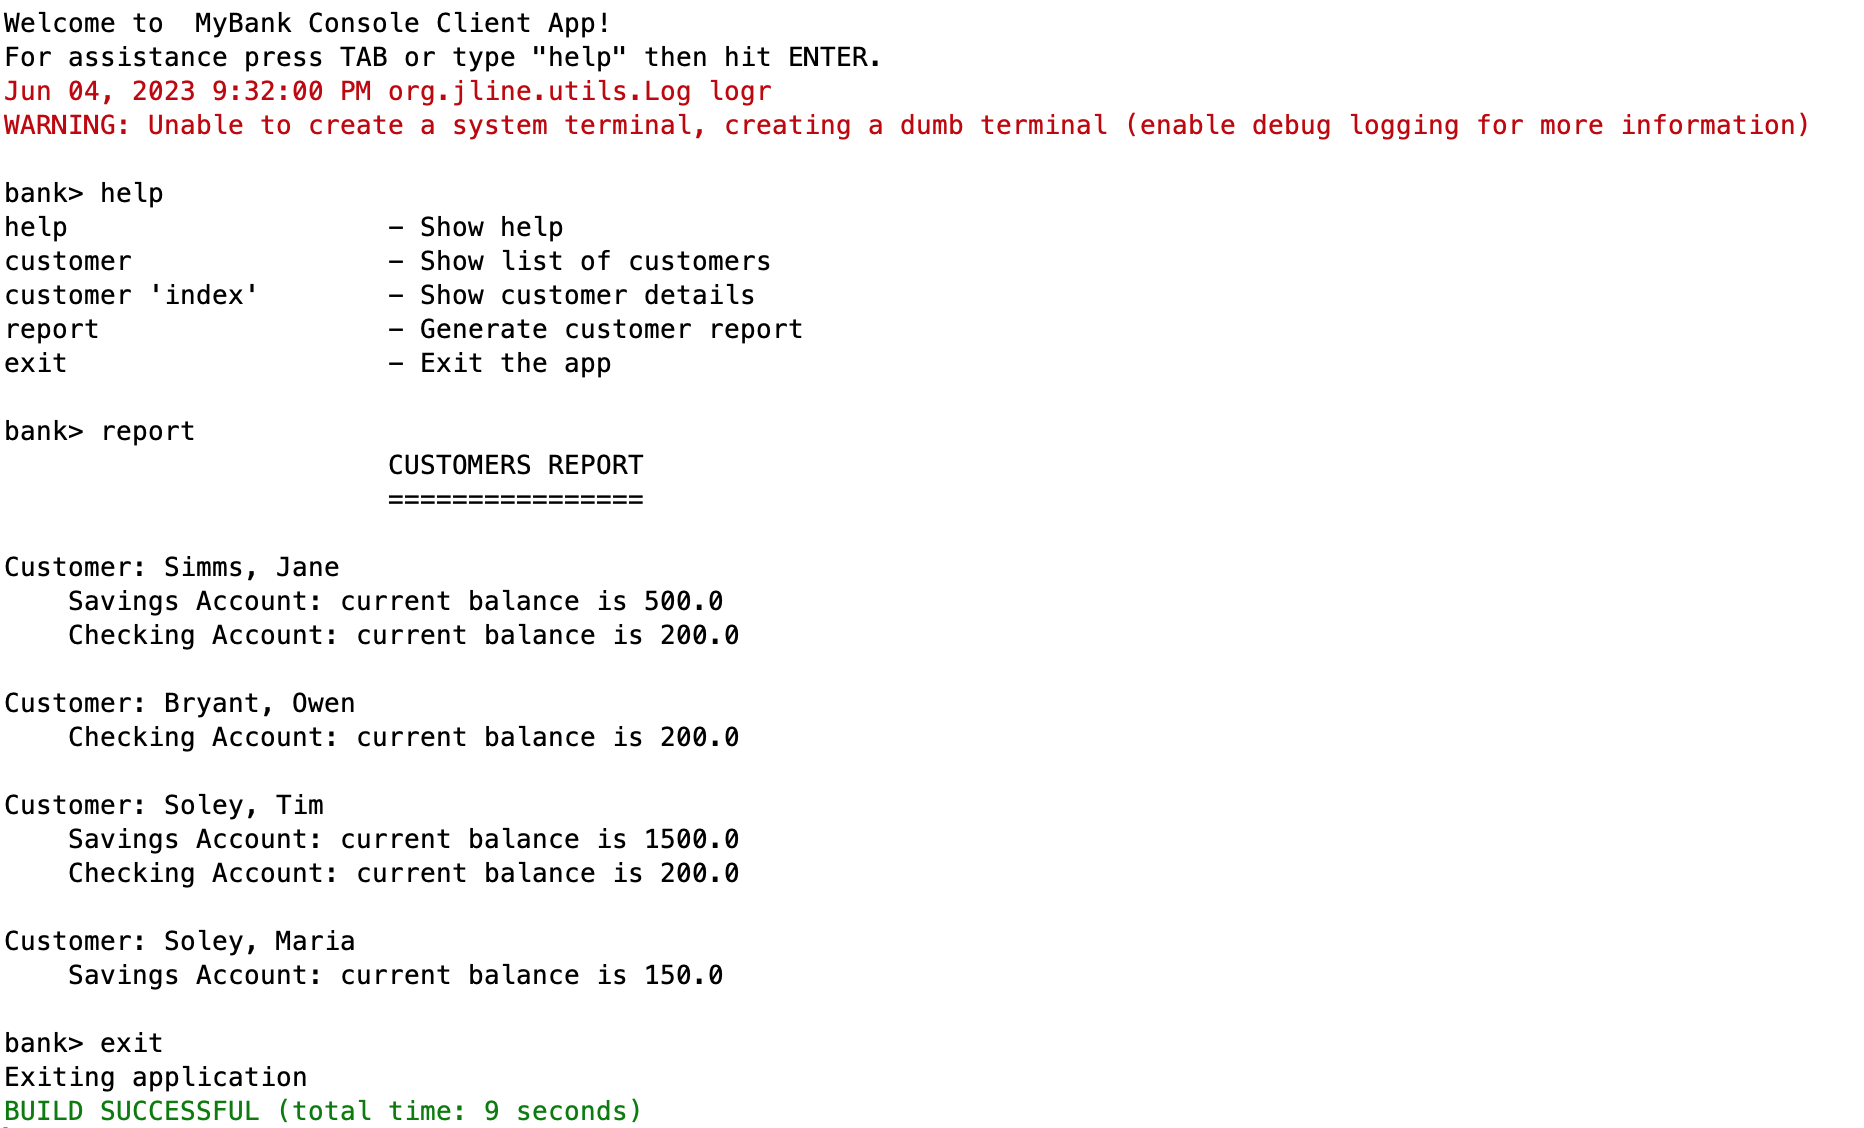 Welcome to  MyBank Console Client App!
For assistance press TAB or type "help" then hit ENTER.
Jun 04, 2023 9:32:00 PM org.jline.utils.Log logr
WARNING: Unable to create a system terminal, creating a dumb terminal (enable debug logging for more information)
bank> help
help                    - Show help
customer                - Show list of customers
customer 'index'        - Show customer details
report                  - Generate customer report
exit                    - Exit the app
bank> report
                        CUSTOMERS REPORT
                        ================
Customer: Simms, Jane
    Savings Account: current balance is 500.0
    Checking Account: current balance is 200.0
Customer: Bryant, Owen
    Checking Account: current balance is 200.0
Customer: Soley, Tim
    Savings Account: current balance is 1500.0
    Checking Account: current balance is 200.0
Customer: Soley, Maria
    Savings Account: current balance is 150.0
bank> exit
Exiting application
BUILD SUCCESSFUL (total time: 9 seconds)